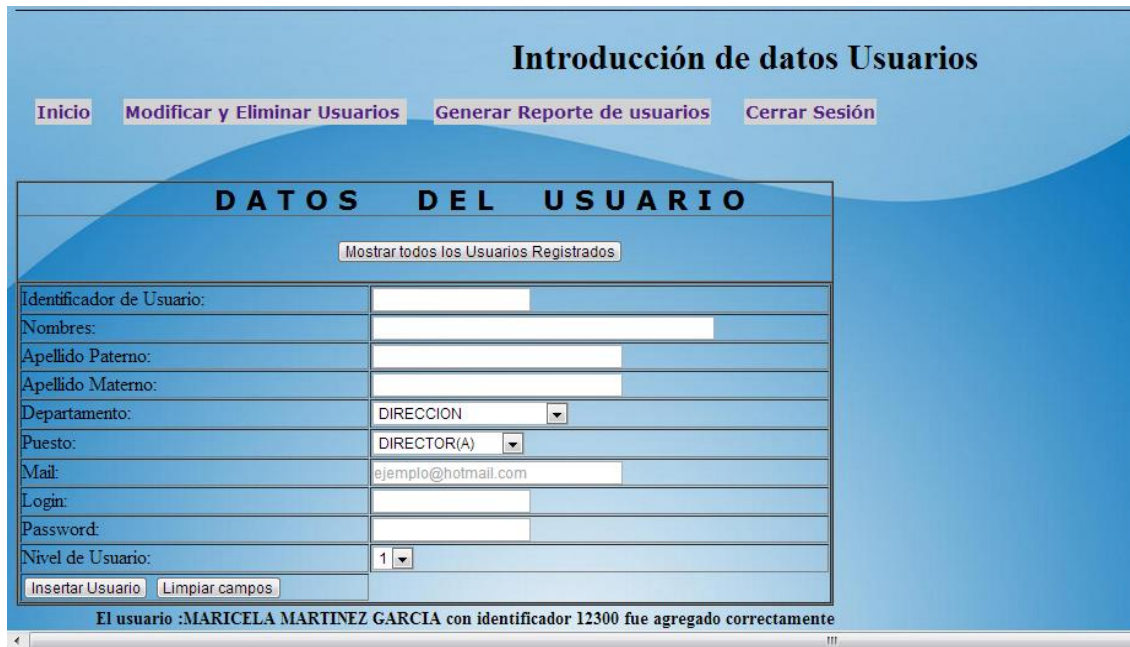 Introducción de datos Usuarios
Inicio Modificar y Eliminar Usuarios Generar Reporte de usuarios Cerrar Sesión
DATOS DEL USUARIO
Mostrar todos los Usuarios Registrados
Identificador de Usuario:
Nombres:
Apellido Paterno:
Apellido Materno:
Departamento: DIRECCION
Puesto: DIRECTOR(A)
Mail: ejemplo@hotmail.com
Login:
Password:
Nivel de Usuario: 1
Insertar Usuario Limpiar campos
El usuario :MARICELA MARTINEZ GARCIA con identificador 12300 fue agregado correctamente